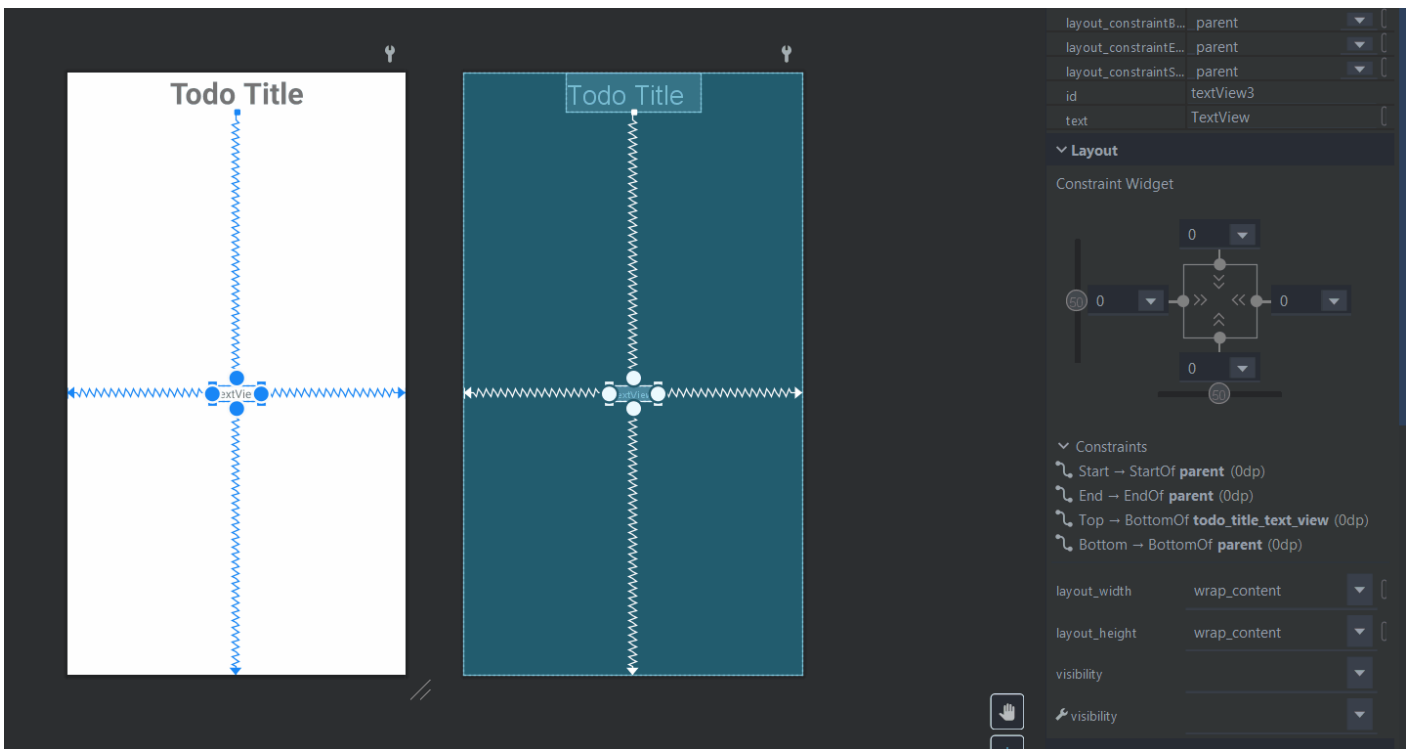 Todo Title
extVie
Todo Title
extVie
layout_constraintB... parent
layout_constraintE... parent
layout_constraintS... parent
id textView3
text TextView
Layout
Constraint Widget
0
50 0 0
0
50
Constraints
Start → StartOf parent (0dp)
End → EndOf parent (0dp)
Top → BottomOf todo_title_text_view (0dp)
Bottom → BottomOf parent (0dp)
layout_width wrap_content
layout_height wrap_content
visibility
visibility